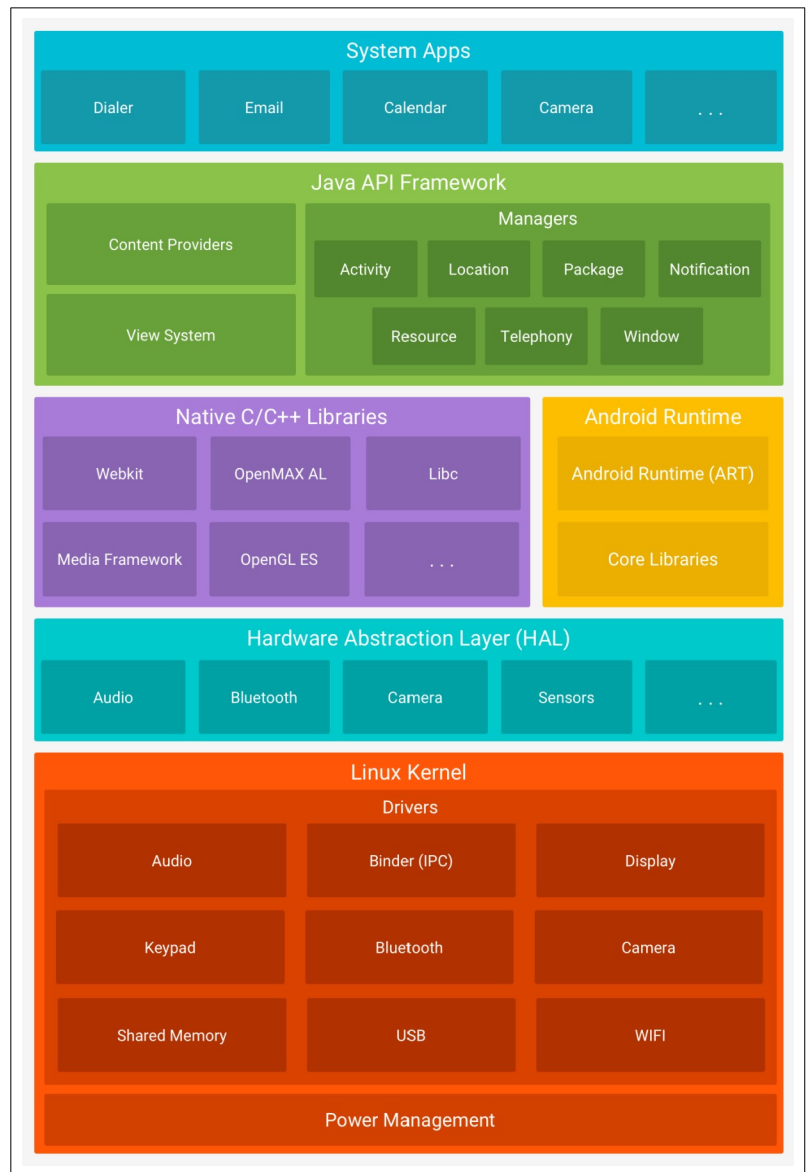 System Apps
Dialer
Email
Calendar
Camera
. . .
Java API Framework
Content Providers
View System
Managers
Activity
Location
Package
Notification
Resource
Telephony
Window
Native C/C++ Libraries
Webkit
OpenMAX AL
Libc
Media Framework
OpenGL ES
. . .
Android Runtime
Android Runtime (ART)
Core Libraries
Hardware Abstraction Layer (HAL)
Audio
Bluetooth
Camera
Sensors
. . .
Linux Kernel
Drivers
Audio
Binder (IPC)
Display
Keypad
Bluetooth
Camera
Shared Memory
USB
WIFI
Power Management